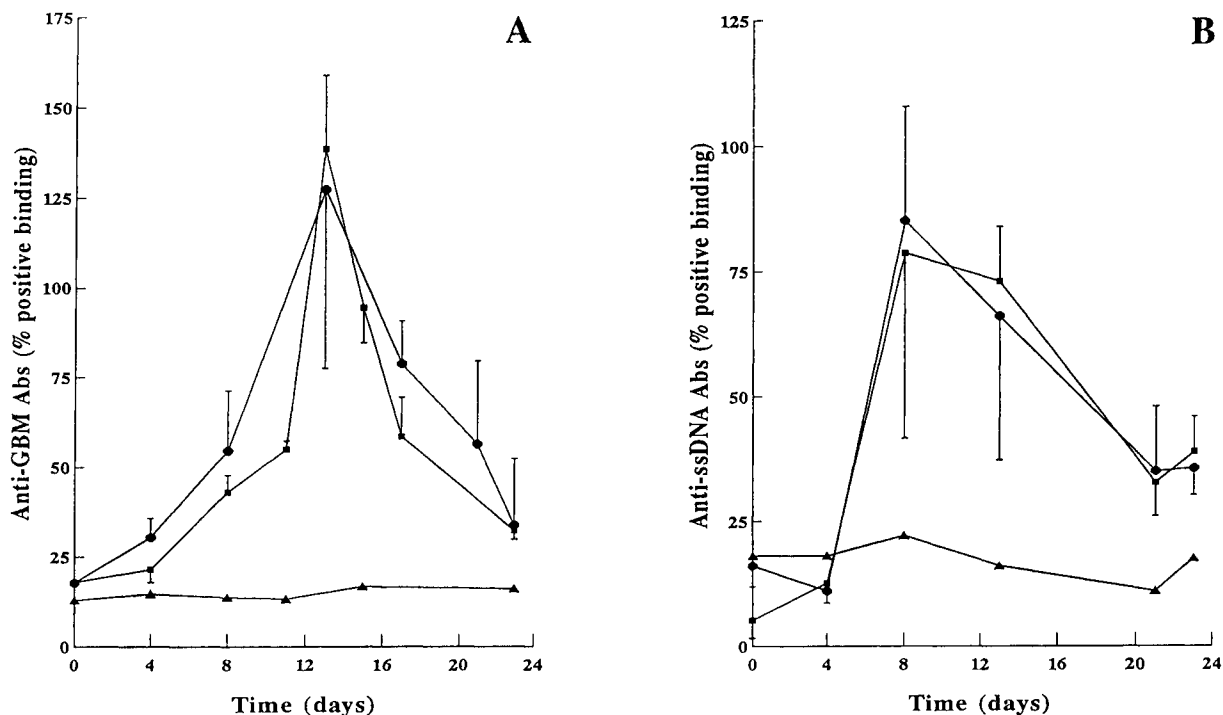 A
Anti-GBM Abs (% positive binding)
175
150
125
100
75
50
25
0
0 4 8 12 16 20 24
Time (days)
B
Anti-ssDNA Abs (% positive binding)
125
100
75
50
25
0
0 4 8 12 16 20 24
Time (days)